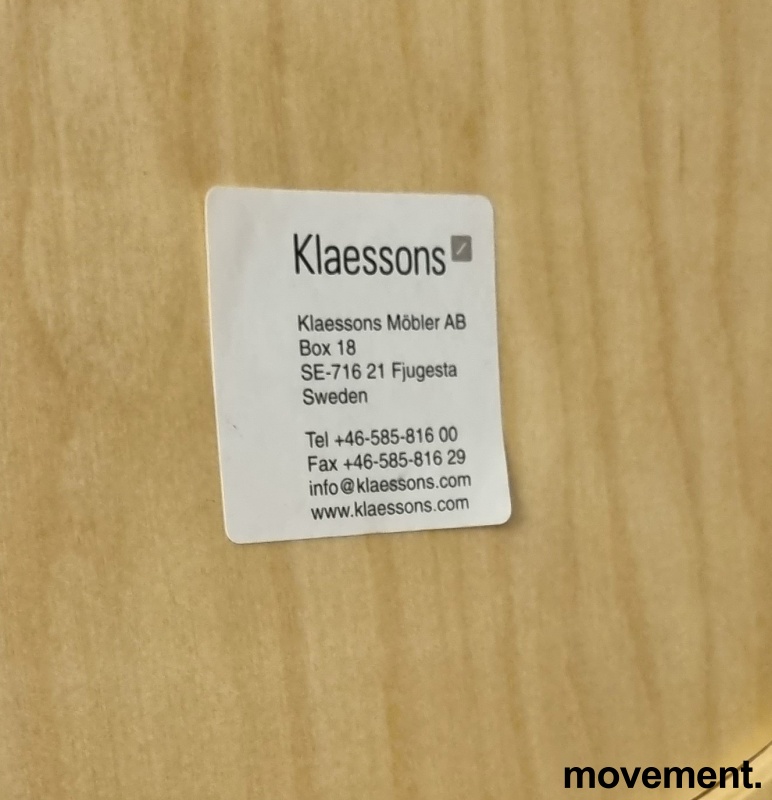 Klaessons
Klaessons Möbler AB
Box 18
SE-716 21 Fjugesta
Sweden
Tel +46-585-816 00
Fax +46-585-816 29
info@klaessons.com
www.klaessons.com
movement.